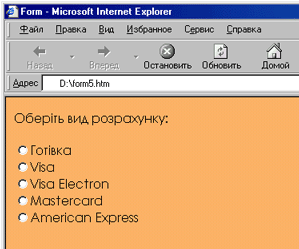 Form - Microsoft Internet Explorer
Файл Правка Вид Избранное Сервис Справка
Назад Вперед Остановить Обновить Домой
Адрес D:\form5.htm
Оберіть вид розрахунку:
Готівка
Visa
Visa Electron
Mastercard
American Express